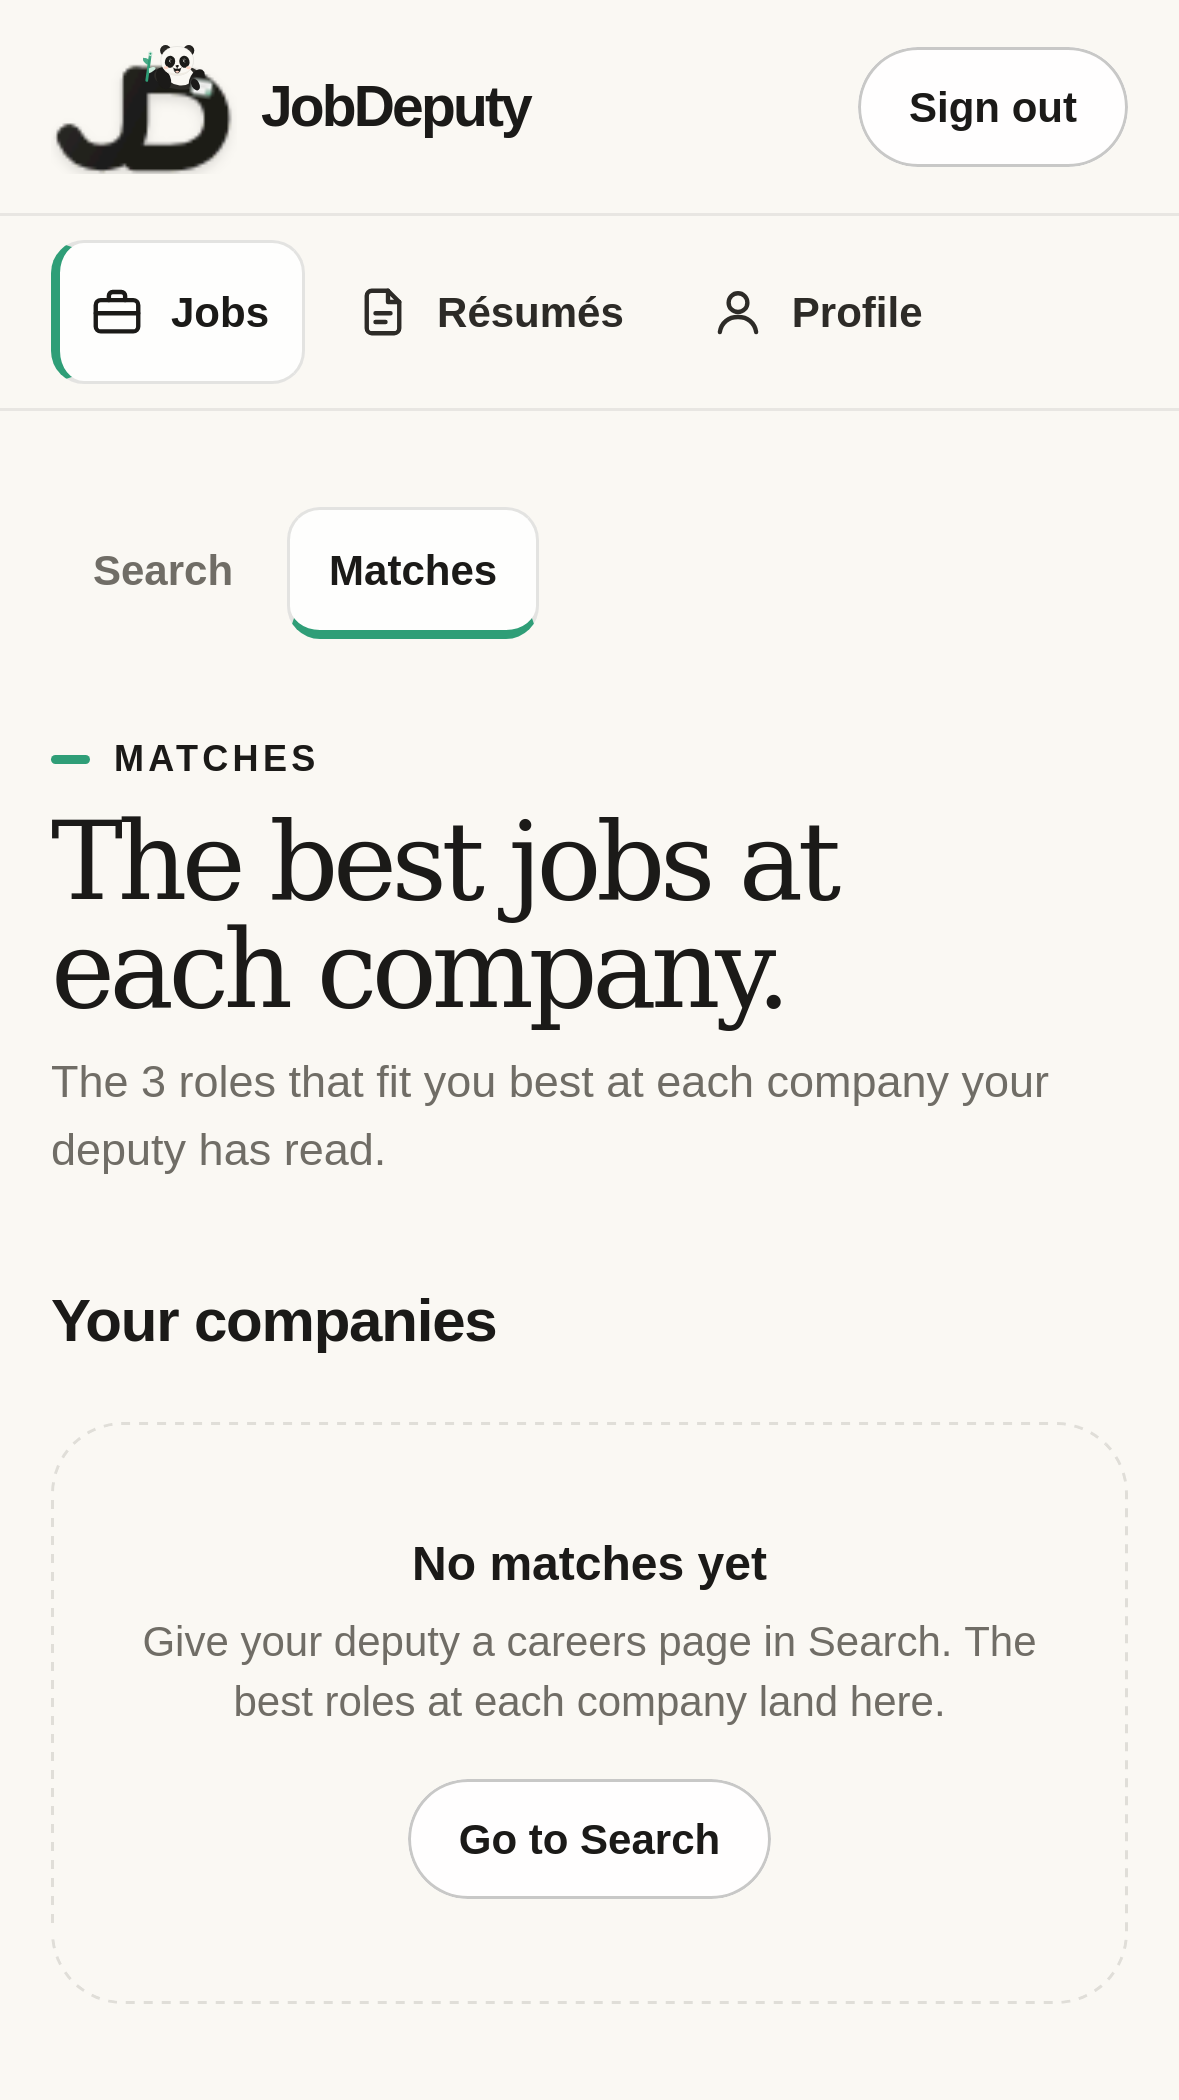 JD
JobDeputy
Sign out
Jobs
Résumés
Profile
Search
Matches
MATCHES
The best jobs at
each company.
The 3 roles that fit you best at each company your
deputy has read.
Your companies
No matches yet
Give your deputy a careers page in Search. The
best roles at each company land here.
Go to Search